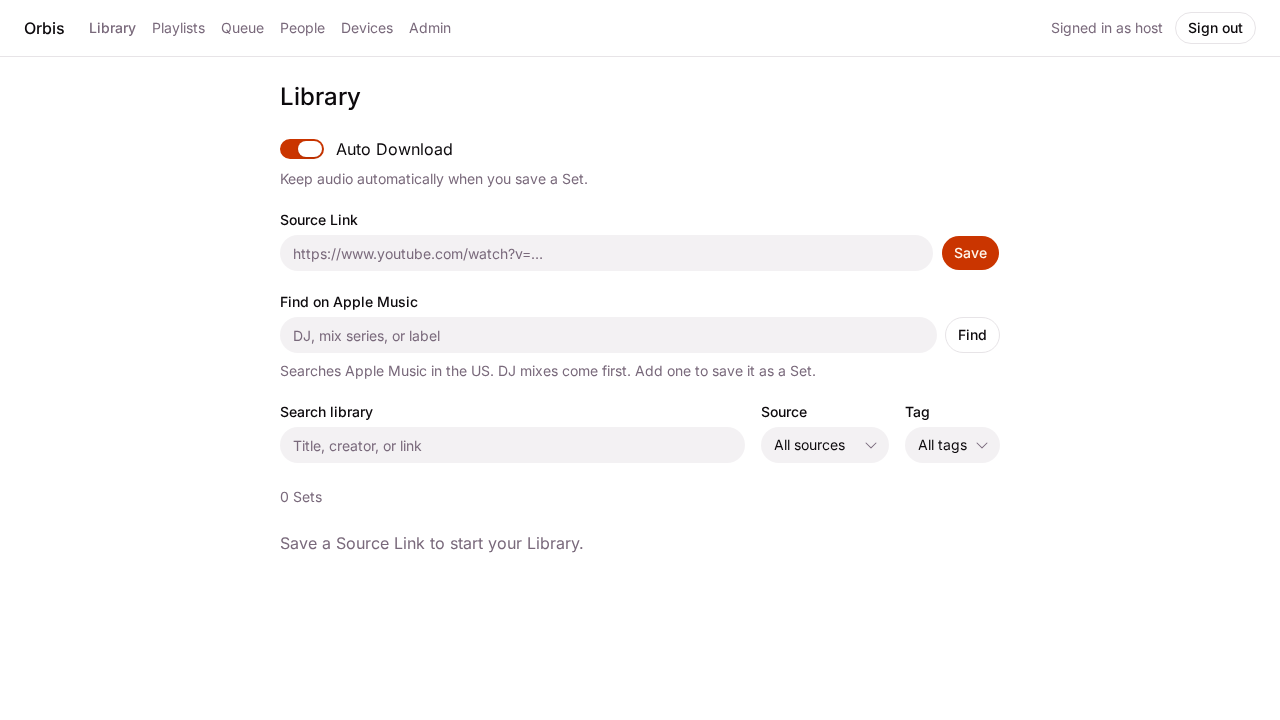 Orbis Library Playlists Queue People Devices Admin Signed in as host Sign out
Library
Auto Download
Keep audio automatically when you save a Set.
Source Link
https://www.youtube.com/watch?v=... Save
Find on Apple Music
DJ, mix series, or label Find
Searches Apple Music in the US. DJ mixes come first. Add one to save it as a Set.
Search library Source Tag
Title, creator, or link All sources All tags
0 Sets
Save a Source Link to start your Library.